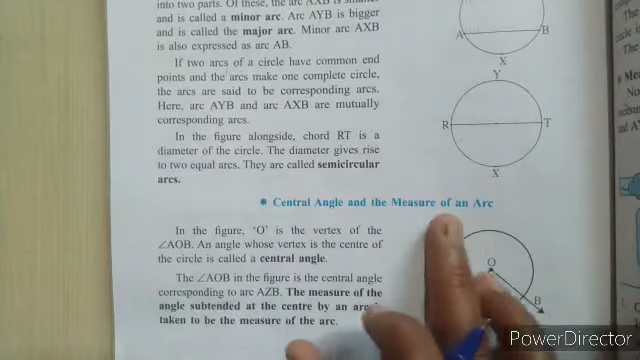 into two parts. Of these, the arc AXB is smaller
and is called a minor arc. Arc AYB is bigger
and is called the major arc. Minor arc AXB
is also expressed as arc AB.
If two arcs of a circle have common end
points and the arcs make one complete circle,
the arcs are said to be corresponding arcs.
Here, arc AYB and arc AXB are mutually
corresponding arcs.
In the figure alongside, chord RT is a
diameter of the circle. The diameter gives rise
to two equal arcs. They are called semicircular
arcs.
A B
X
Y
R T
X
* Central Angle and the Measure of an Arc
In the figure, ‘O’ is the vertex of the
∠AOB. An angle whose vertex is the centre of
the circle is called a central angle.
The ∠AOB in the figure is the central angle
corresponding to arc AZB. The measure of the
angle subtended at the centre by an arc
taken to be the measure of the arc.
O
B
The
circle i
The
No
1.
PowerDirector